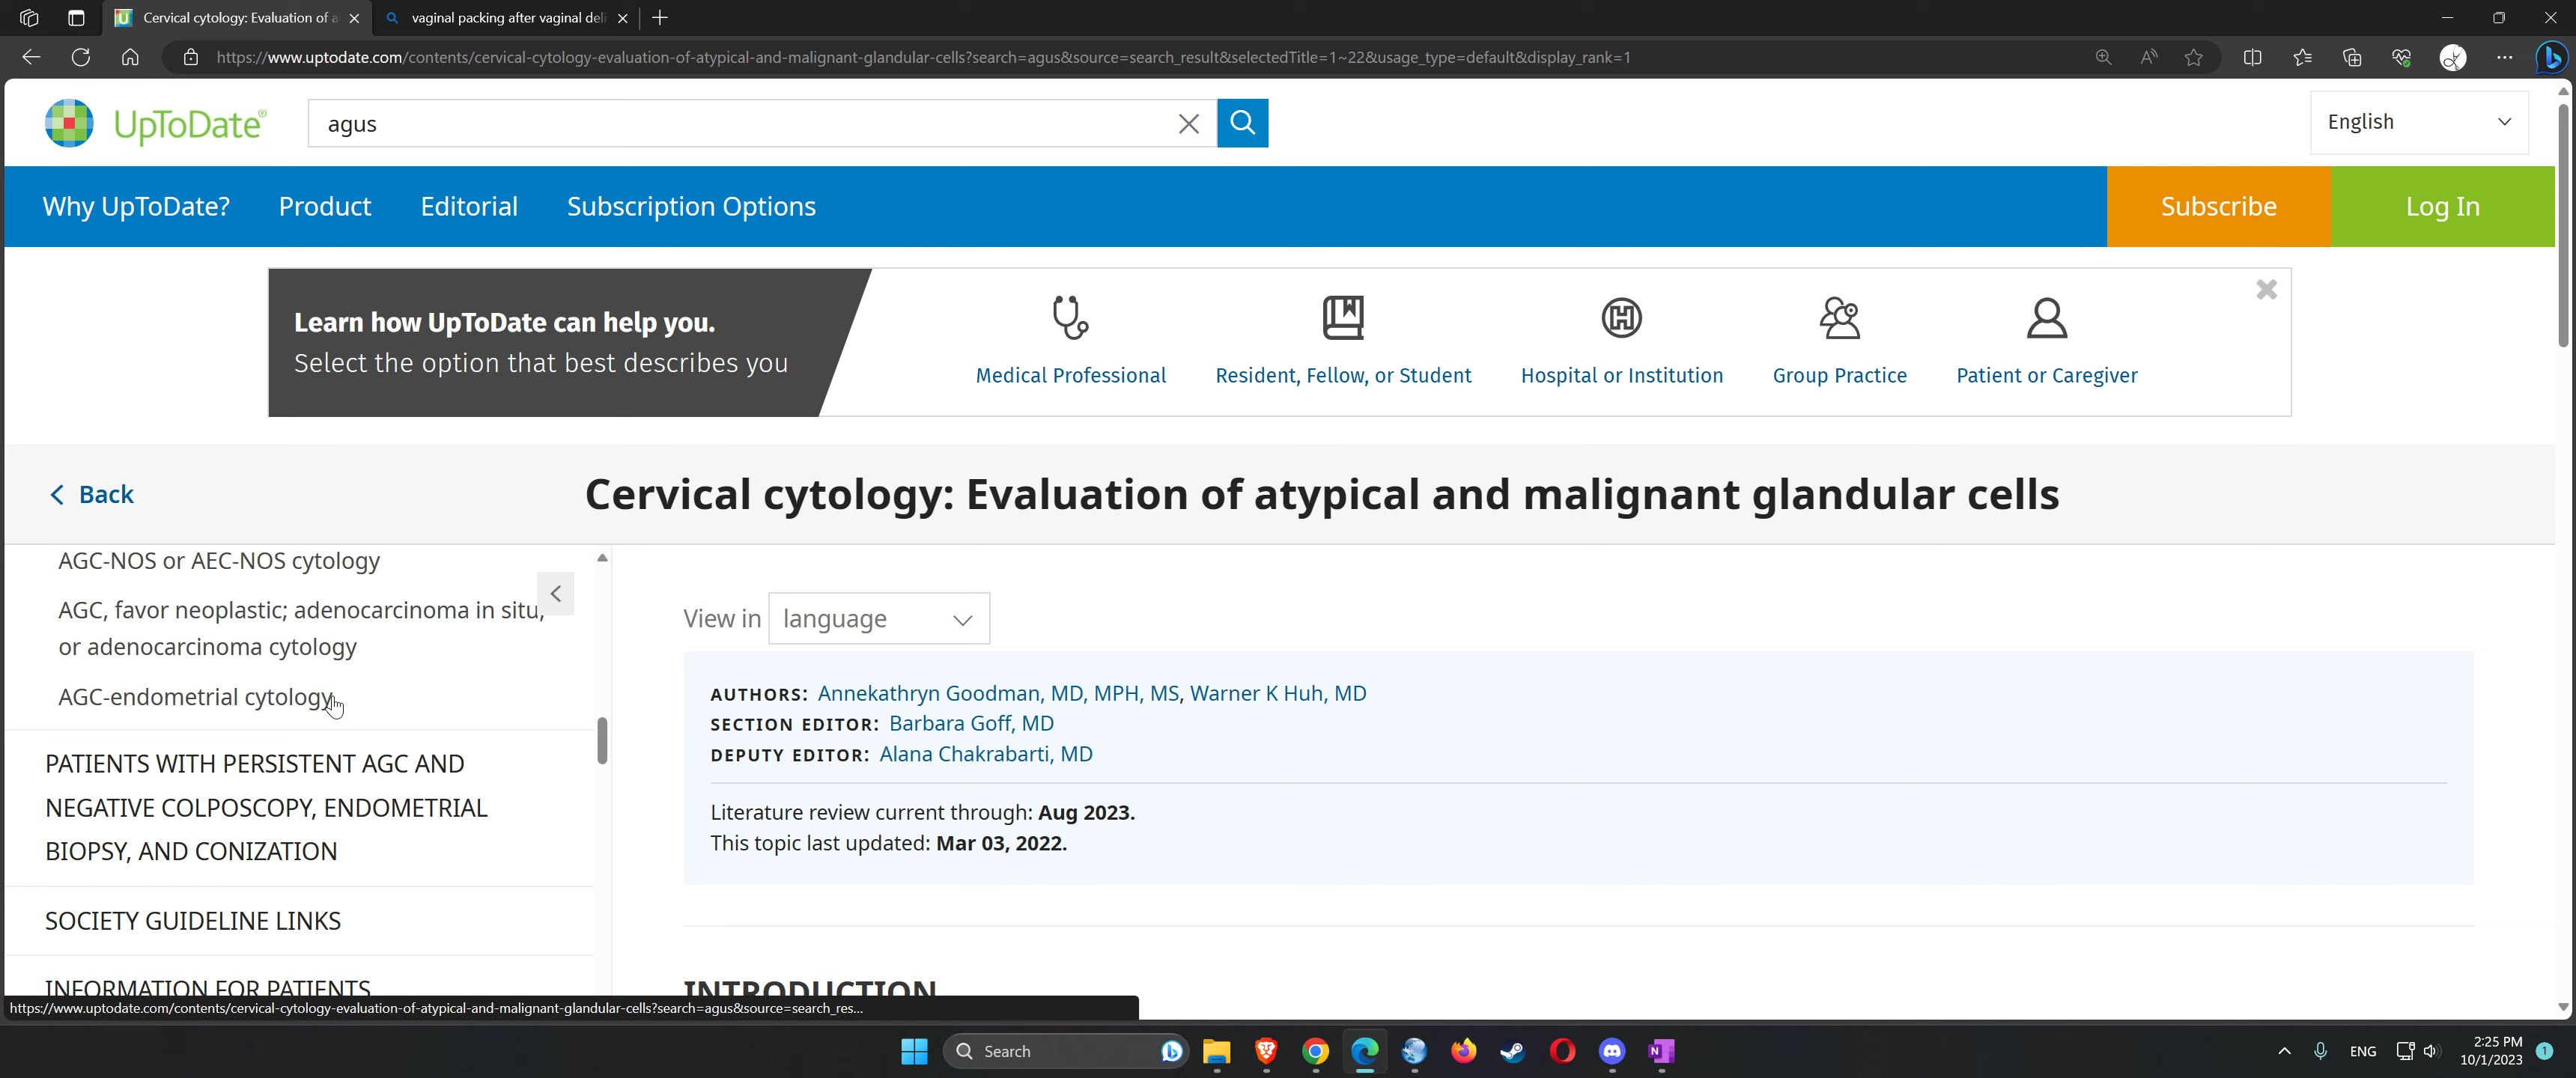 Cervical cytology: Evaluation of a
vaginal packing after vaginal deli
https://www.uptodate.com/contents/cervical-cytology-evaluation-of-atypical-and-malignant-glandular-cells?search=agus&source=search_result&selectedTitle=1~22&usage_type=default&display_rank=1
UpToDate®
agus
English
Why UpToDate?
Product
Editorial
Subscription Options
Subscribe
Log In
Learn how UpToDate can help you.
Select the option that best describes you
Medical Professional
Resident, Fellow, or Student
Hospital or Institution
Group Practice
Patient or Caregiver
Back
Cervical cytology: Evaluation of atypical and malignant glandular cells
AGC-NOS or AEC-NOS cytology
AGC, favor neoplastic; adenocarcinoma in situ,
or adenocarcinoma cytology
AGC-endometrial cytology
PATIENTS WITH PERSISTENT AGC AND
NEGATIVE COLPOSCOPY, ENDOMETRIAL
BIOPSY, AND CONIZATION
SOCIETY GUIDELINE LINKS
INFORMATION FOR PATIENTS
View in language
AUTHORS: Annekathryn Goodman, MD, MPH, MS, Warner K Huh, MD
SECTION EDITOR: Barbara Goff, MD
DEPUTY EDITOR: Alana Chakrabarti, MD
Literature review current through: Aug 2023.
This topic last updated: Mar 03, 2022.
INTRODUCTION
https://www.uptodate.com/contents/cervical-cytology-evaluation-of-atypical-and-malignant-glandular-cells?search=agus&source=search_res...
Search
ENG
2:25 PM
10/1/2023
1